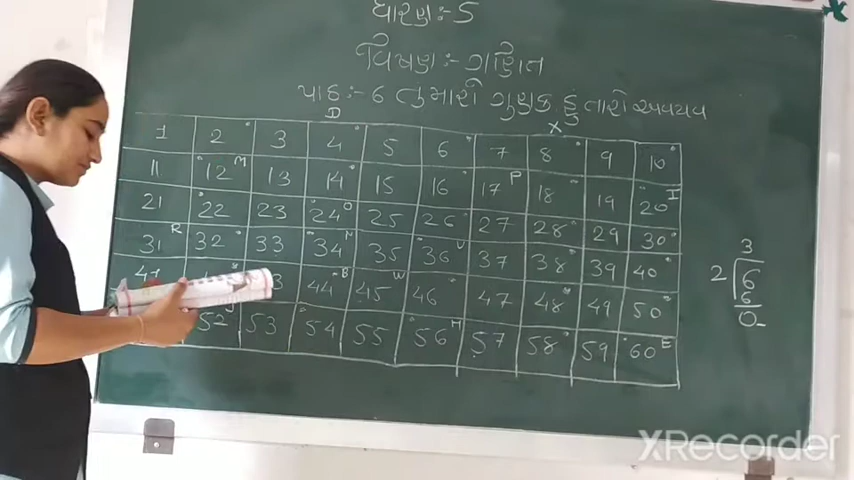 ધોરણ:- 5
વિષય:- ગણિત
પાઠ:- 6 તુ મારો ગુણક હું તારો અવયવ
D X
1 2 3 4 5 6 7 8 9 10
11 12 M 13 14 15 16 17 P 18 19 20 I
21 22 23 24 O 25 26 27 28 29 30
31 R 32 33 34 N 35 36 U 37 38 39 40
44 B 45 W 46 47 48 49 50
52 53 54 55 56 H 57 58 59 60 E
3
2 6
6
0
XRECORDER